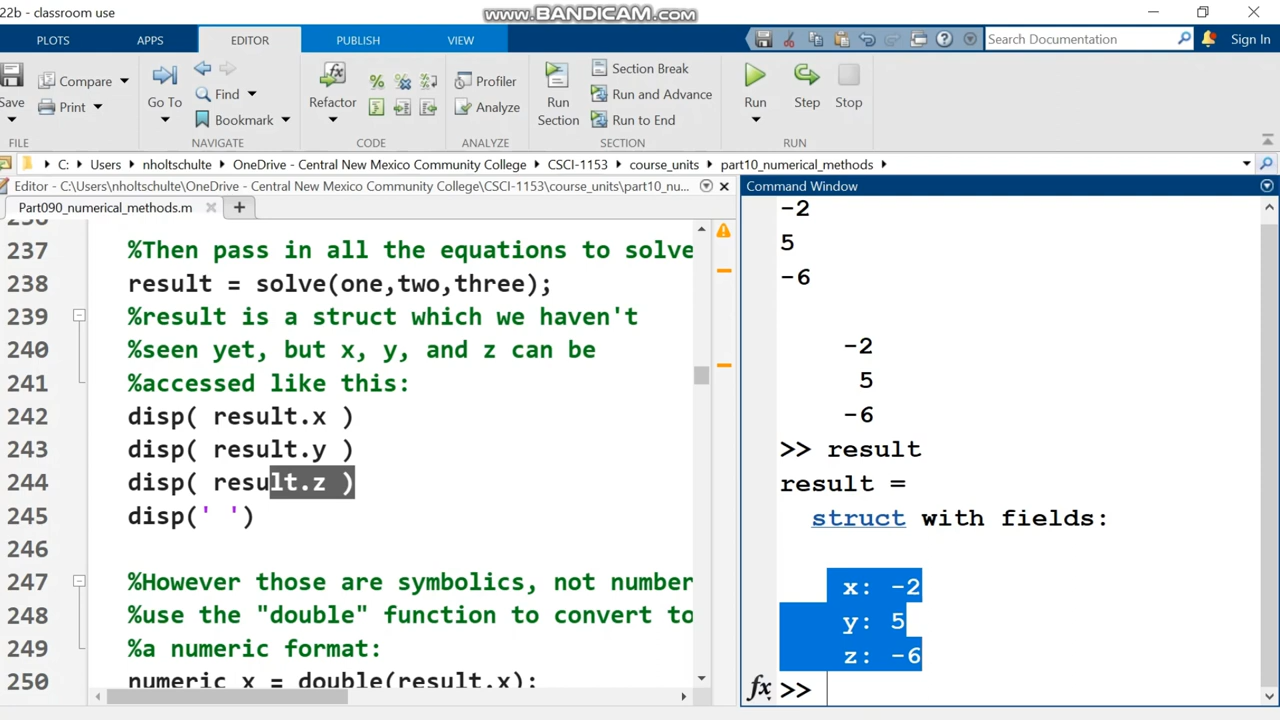 22b - classroom use
www.BANDICAM.com
PLOTS APPS EDITOR PUBLISH VIEW Search Documentation Sign In
Save Compare Print FILE
Go To Find Bookmark NAVIGATE
Refactor CODE
Profiler Analyze ANALYZE
Run Section Section Break Run and Advance Run to End SECTION
Run Step Stop RUN
C: Users nholtschulte OneDrive - Central New Mexico Community College CSCI-1153 course_units part10_numerical_methods
Editor - C:\Users\nholtschulte\OneDrive - Central New Mexico Community College\CSCI-1153\course_units\part10_nu...
Part090_numerical_methods.m
237 %Then pass in all the equations to solve
238 result = solve(one,two,three);
239 %result is a struct which we haven't
240 %seen yet, but x, y, and z can be
241 %accessed like this:
242 disp( result.x )
243 disp( result.y )
244 disp( result.z )
245 disp(' ')
246
247 %However those are symbolics, not number
248 %use the "double" function to convert to
249 %a numeric format:
250 numeric_x = double(result.x);
Command Window
-2
5
-6
-2
5
-6
>> result
result =
struct with fields:
x: -2
y: 5
z: -6
fx >>